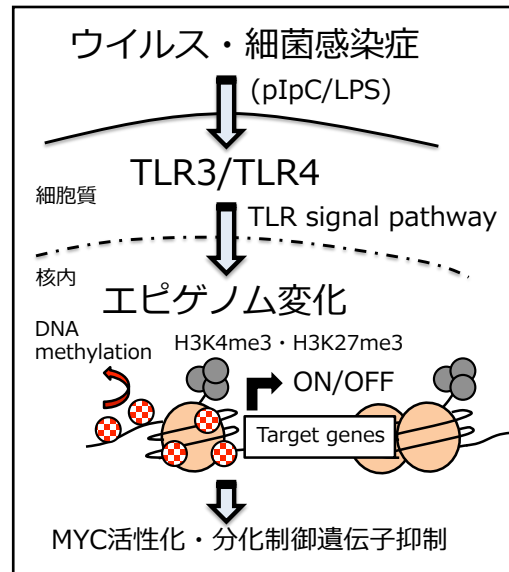 ウイルス・細菌感染症
(pIpC/LPS)
TLR3/TLR4
細胞質
TLR signal pathway
核内
エピゲノム変化
DNA
methylation
H3K4me3・H3K27me3
ON/OFF
Target genes
MYC活性化・分化制御遺伝子抑制